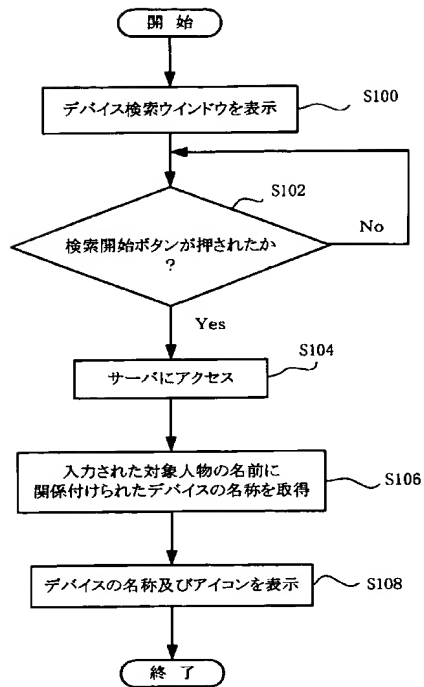 開始
デバイス検索ウインドウを表示
S100
S102
検索開始ボタンが押されたか
?
No
Yes
サーバにアクセス
S104
入力された対象人物の名前に
関係付けられたデバイスの名称を取得
S106
デバイスの名称及びアイコンを表示
S108
終了